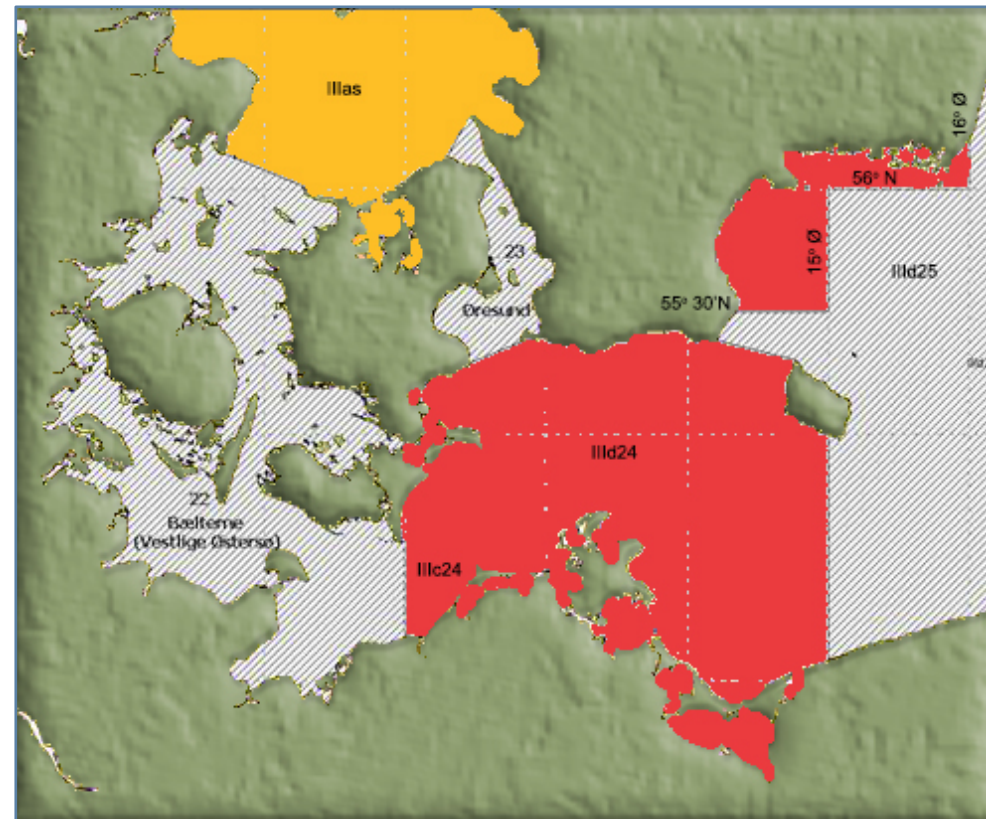 IIIas
16° Ø
56° N
23
15° Ø
IIId25
Øresund
55° 30'N
IIId24
22
Bælterne
(Vestlige Østersø)
IIIc24